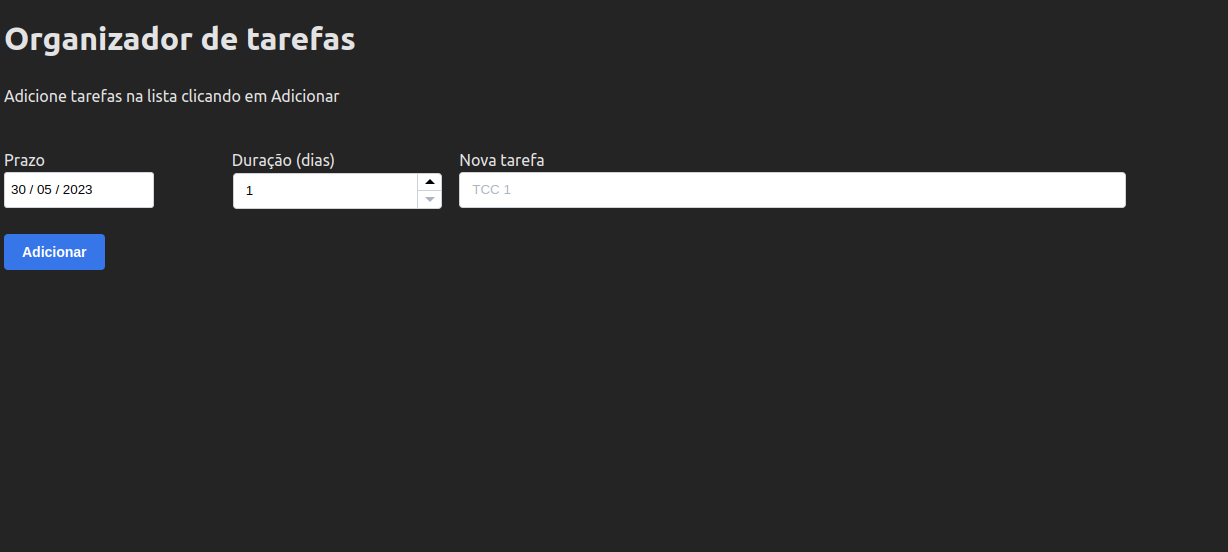 Organizador de tarefas
Adicione tarefas na lista clicando em Adicionar
Prazo Duração (dias) Nova tarefa
30 / 05 / 2023 1 TCC 1
Adicionar